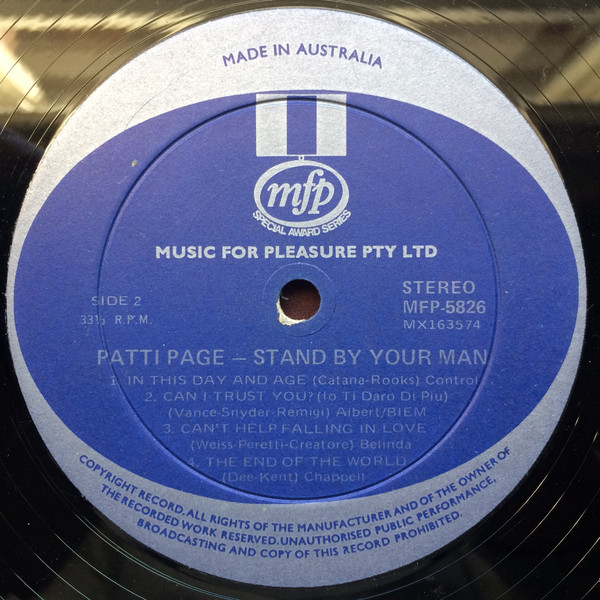 MADE IN AUSTRALIA
mfp
SPECIAL AWARD SERIES
MUSIC FOR PLEASURE PTY LTD
SIDE 2
33⅓ R.P.M.
STEREO
MFP-5826
MX163574
PATTI PAGE – STAND BY YOUR MAN
1. IN THIS DAY AND AGE (Catana-Rooks) Control
2. CAN I TRUST YOU? (Io Ti Daro Di Piu)
(Vance-Snyder-Remigi) Albert/BIEM
3. CAN'T HELP FALLING IN LOVE
(Weiss-Peretti-Creatore) Belinda
4. THE END OF THE WORLD
(Dee-Kent) Chappell
COPYRIGHT RECORD. ALL RIGHTS OF THE MANUFACTURER AND OF THE OWNER OF
THE RECORDED WORK RESERVED. UNAUTHORISED PUBLIC PERFORMANCE,
BROADCASTING AND COPY OF THIS RECORD PROHIBITED.